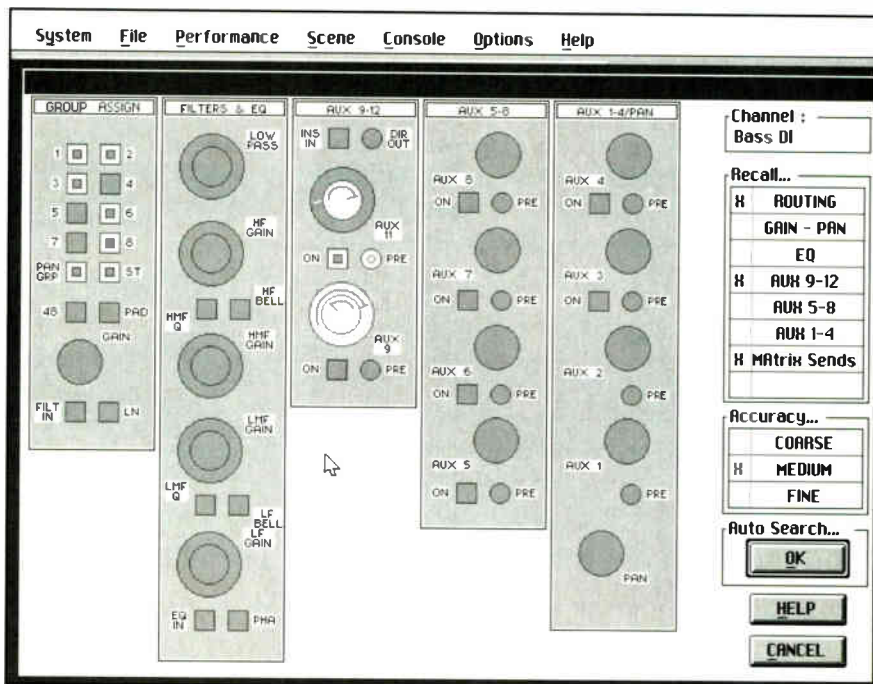 System File Performance Scene Console Options Help
GROUP ASSIGN
1 2
3 4
5 6
7 8
PAN GRP ST
48 PAD
GAIN
FILT IN LN
FILTERS & EQ
LOW PASS
HF GAIN
HF BELL
HMF Q
HMF GAIN
LMF GAIN
LMF Q
LF BELL
LF GAIN
EQ IN PHA
AUX 9-12
INS IN DIR OUT
AUX 11
ON PRE
AUX 9
ON PRE
AUX 5-8
AUX 8
ON PRE
AUX 7
ON PRE
AUX 6
ON PRE
AUX 5
ON PRE
AUX 1-4/PAN
AUX 4
ON PRE
AUX 3
ON PRE
AUX 2
PRE
AUX 1
PRE
PAN
Channel :
Bass DI
Recall...
X ROUTING
GAIN - PAN
EQ
X AUX 9-12
AUX 5-8
AUX 1-4
X MAtrix Sends
Accuracy...
COARSE
X MEDIUM
FINE
Auto Search...
OK
HELP
CANCEL